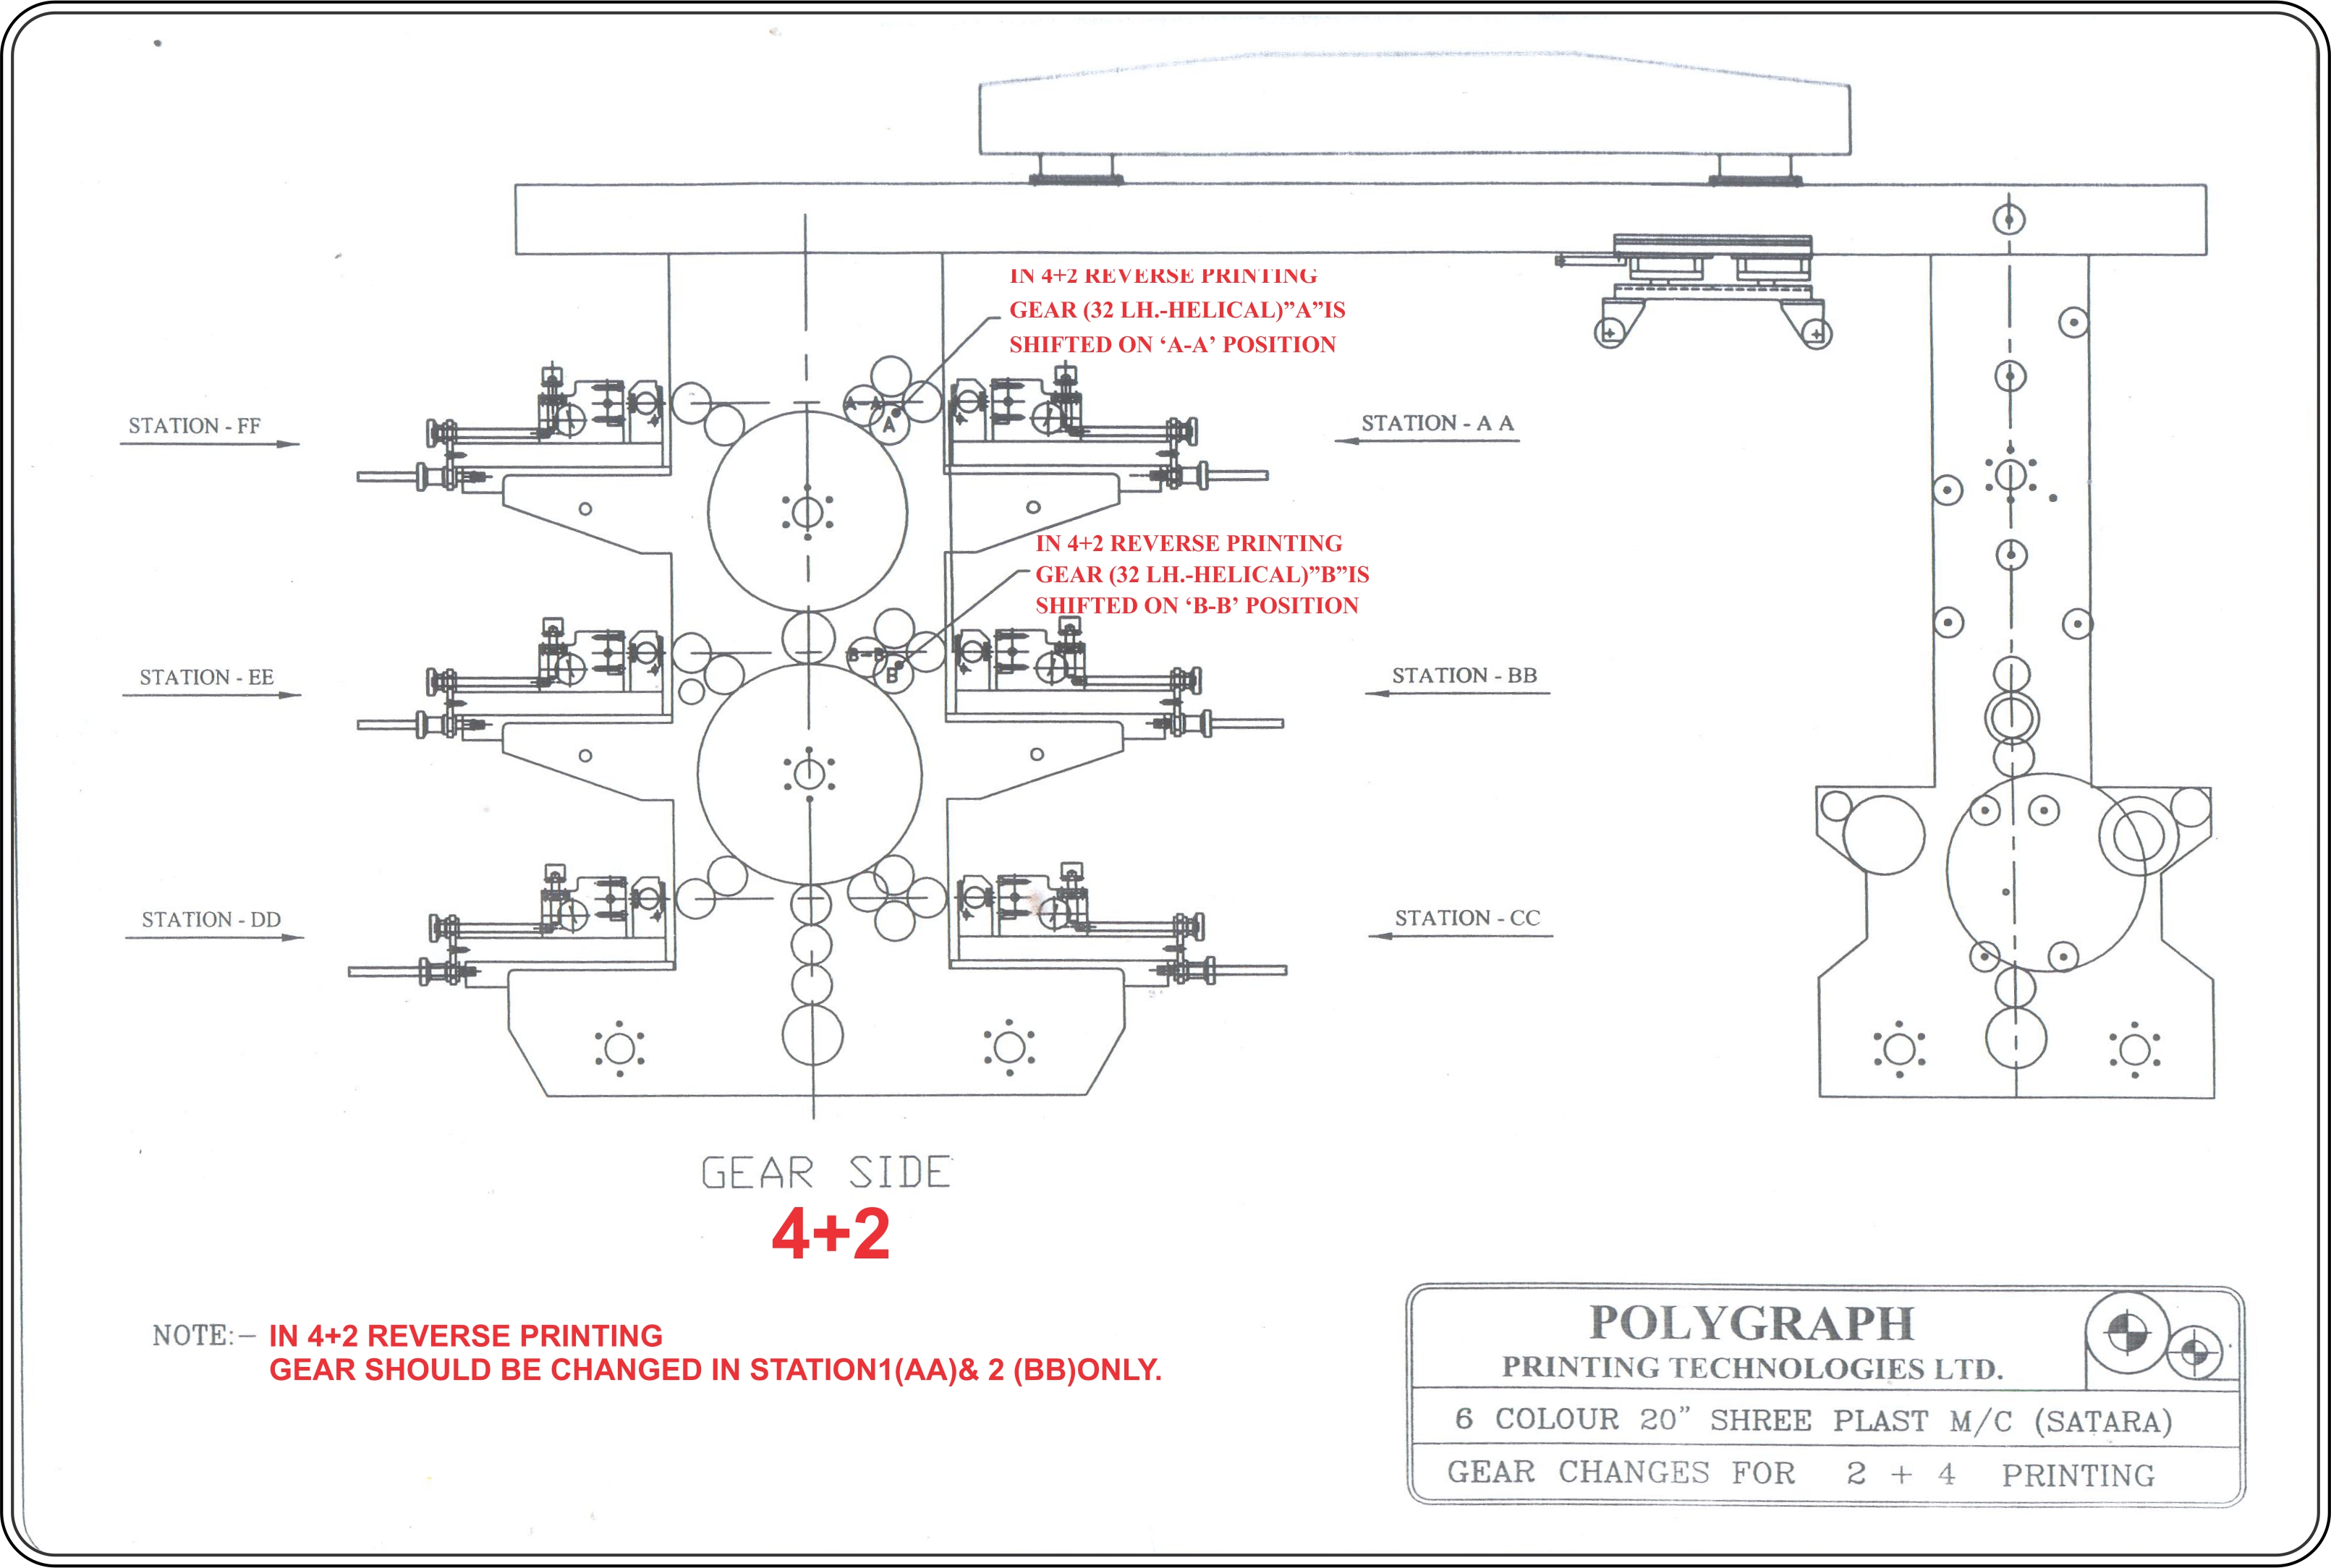 IN 4+2 REVERSE PRINTING
GEAR (32 LH.-HELICAL)”A”IS
SHIFTED ON ‘A-A’ POSITION
STATION - FF
A-A
A
STATION - A A
IN 4+2 REVERSE PRINTING
GEAR (32 LH.-HELICAL)”B”IS
SHIFTED ON ‘B-B’ POSITION
STATION - EE
B-B
B
STATION - BB
STATION - DD
STATION - CC
GEAR SIDE
4+2
NOTE:- IN 4+2 REVERSE PRINTING
GEAR SHOULD BE CHANGED IN STATION1(AA)& 2 (BB)ONLY.
POLYGRAPH
PRINTING TECHNOLOGIES LTD.
6 COLOUR 20” SHREE PLAST M/C (SATARA)
GEAR CHANGES FOR 2 + 4 PRINTING